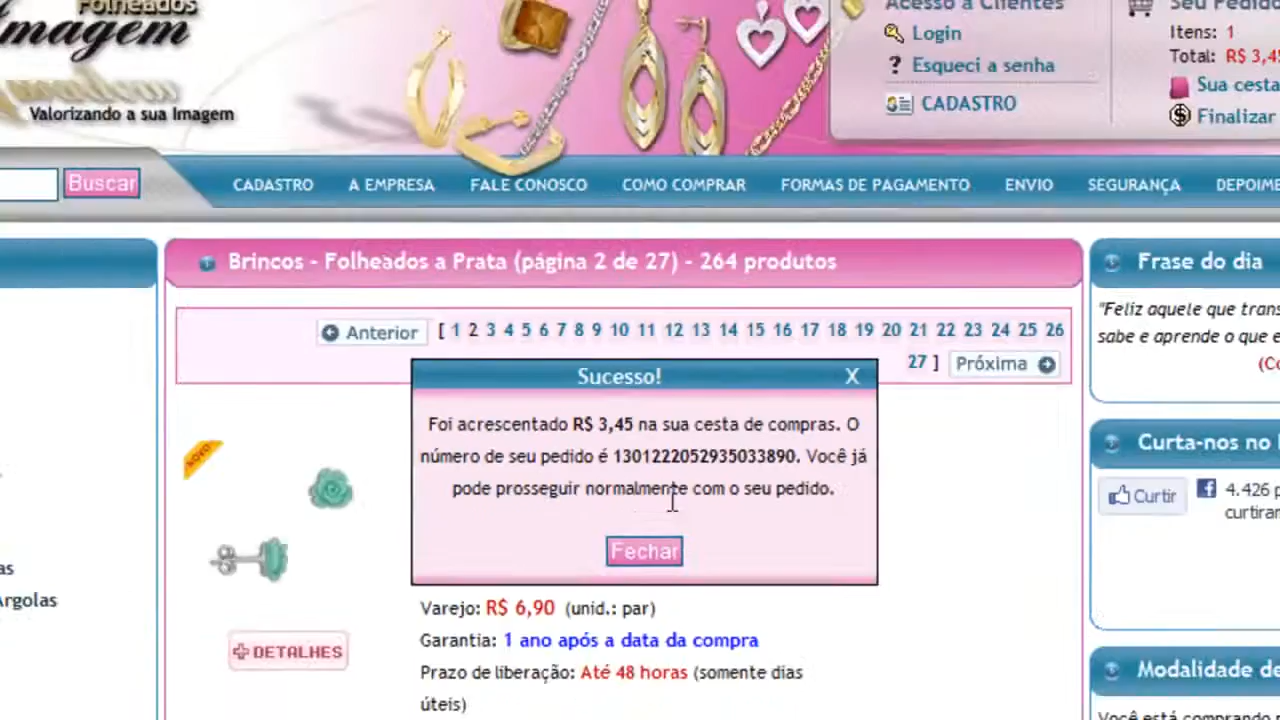 Folheados
Imagem
Valorizando a sua Imagem
Acesso a Clientes
Login
? Esqueci a senha
CADASTRO
Seu Pedido
Itens: 1
Total: R$ 3,45
Sua cesta
Finalizar
Buscar
CADASTRO
A EMPRESA
FALE CONOSCO
COMO COMPRAR
FORMAS DE PAGAMENTO
ENVIO
SEGURANÇA
DEPOIME
Brincos - Folheados a Prata (página 2 de 27) - 264 produtos
Anterior [ 1 2 3 4 5 6 7 8 9 10 11 12 13 14 15 16 17 18 19 20 21 22 23 24 25 26
27 ] Próxima
Sucesso! X
Foi acrescentado R$ 3,45 na sua cesta de compras. O
número de seu pedido é 1301222052935033890. Você já
pode prosseguir normalmente com o seu pedido.
Fechar
NOVO
DETALHES
Varejo: R$ 6,90 (unid.: par)
Garantia: 1 ano após a data da compra
Prazo de liberação: Até 48 horas (somente dias
úteis)
as
Argolas
Frase do dia
"Feliz aquele que trans
sabe e aprende o que e
(Co
Curta-nos no
Curtir
4.426 p
curtiram
Modalidade de
Você está comprando n